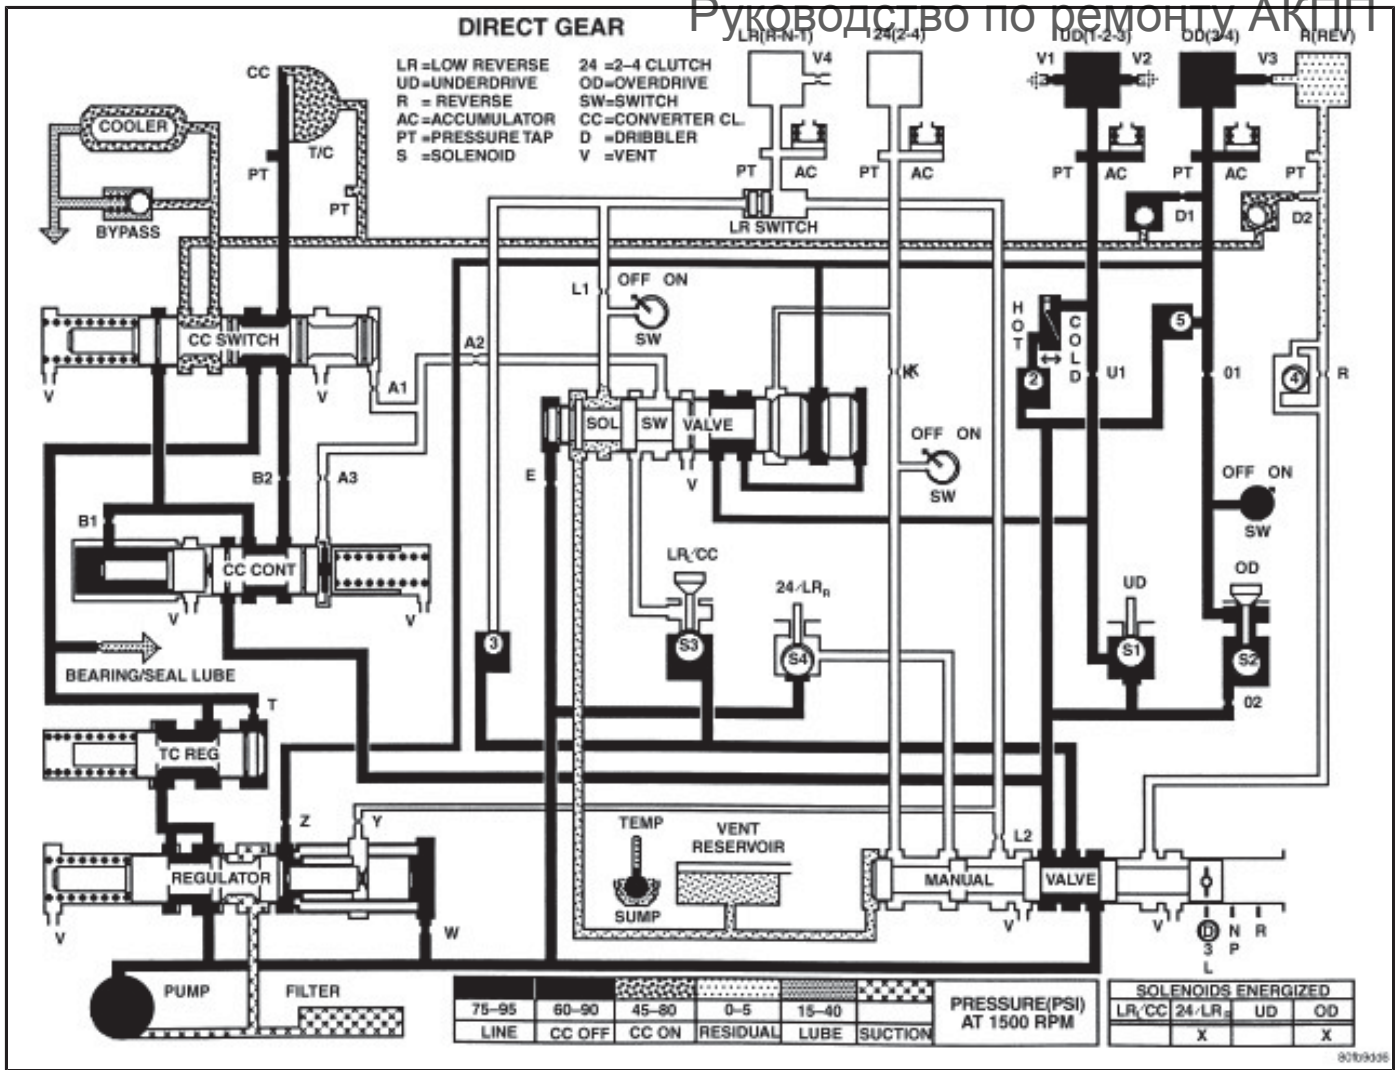 Руководство по ремонту АКПП
DIRECT GEAR
LR =LOW REVERSE 24 =2–4 CLUTCH
UD=UNDERDRIVE OD=OVERDRIVE
R = REVERSE SW=SWITCH
AC=ACCUMULATOR CC=CONVERTER CL.
PT =PRESSURE TAP D =DRIBBLER
S =SOLENOID V =VENT
LR(R-N-1) 24(2-4) UD(1-2-3) OD(3-4) R(REV)
V4 V1 V2 V3
CC
COOLER
T/C
PT
PT
BYPASS
PT AC PT AC PT AC PT AC PT
LR SWITCH
D1 D2
L1 OFF ON
SW
CC SWITCH
A2
A1
V V
HOT COLD
2 5 4
U1 01 R
K
SOL SW VALVE
E V
OFF ON
SW
OFF ON
SW
B2 A3
B1
CC CONT
V V
LR/CC
24/LRR
UD OD
3 S3 S4 S1 S2
02
BEARING/SEAL LUBE
T
TC REG
Z Y
REGULATOR
V W
TEMP
SUMP
VENT
RESERVOIR
L2
MANUAL VALVE
V V
D N R
3 P
L
PUMP FILTER
75–95 60–90 45–80 0–5 15–40
LINE CC OFF CC ON RESIDUAL LUBE SUCTION
PRESSURE(PSI)
AT 1500 RPM
SOLENOIDS ENERGIZED
LR/CC 24/LRR UD OD
X X
80fb9dd6